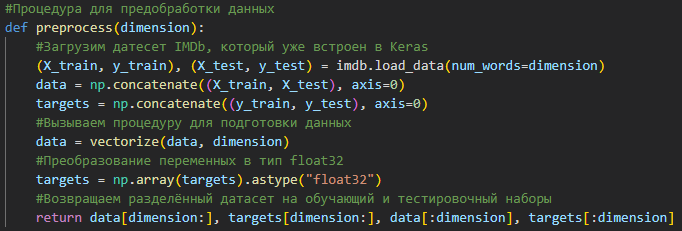 #Процедура для предобработки данных
def preprocess(dimension):
    #Загрузим датесет IMDb, который уже встроен в Keras
    (X_train, y_train), (X_test, y_test) = imdb.load_data(num_words=dimension)
    data = np.concatenate((X_train, X_test), axis=0)
    targets = np.concatenate((y_train, y_test), axis=0)
    #Вызываем процедуру для подготовки данных
    data = vectorize(data, dimension)
    #Преобразование переменных в тип float32
    targets = np.array(targets).astype("float32")
    #Возвращаем разделённый датасет на обучающий и тестировочный наборы
    return data[dimension:], targets[dimension:], data[:dimension], targets[:dimension]